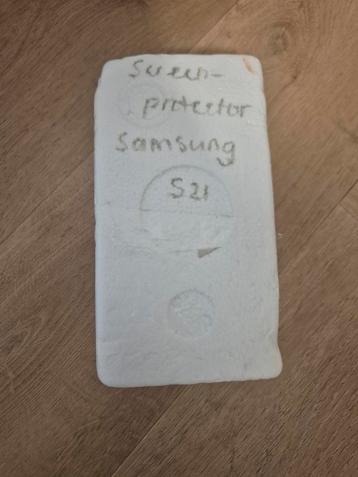 Screen-
protector
Samsung
S21